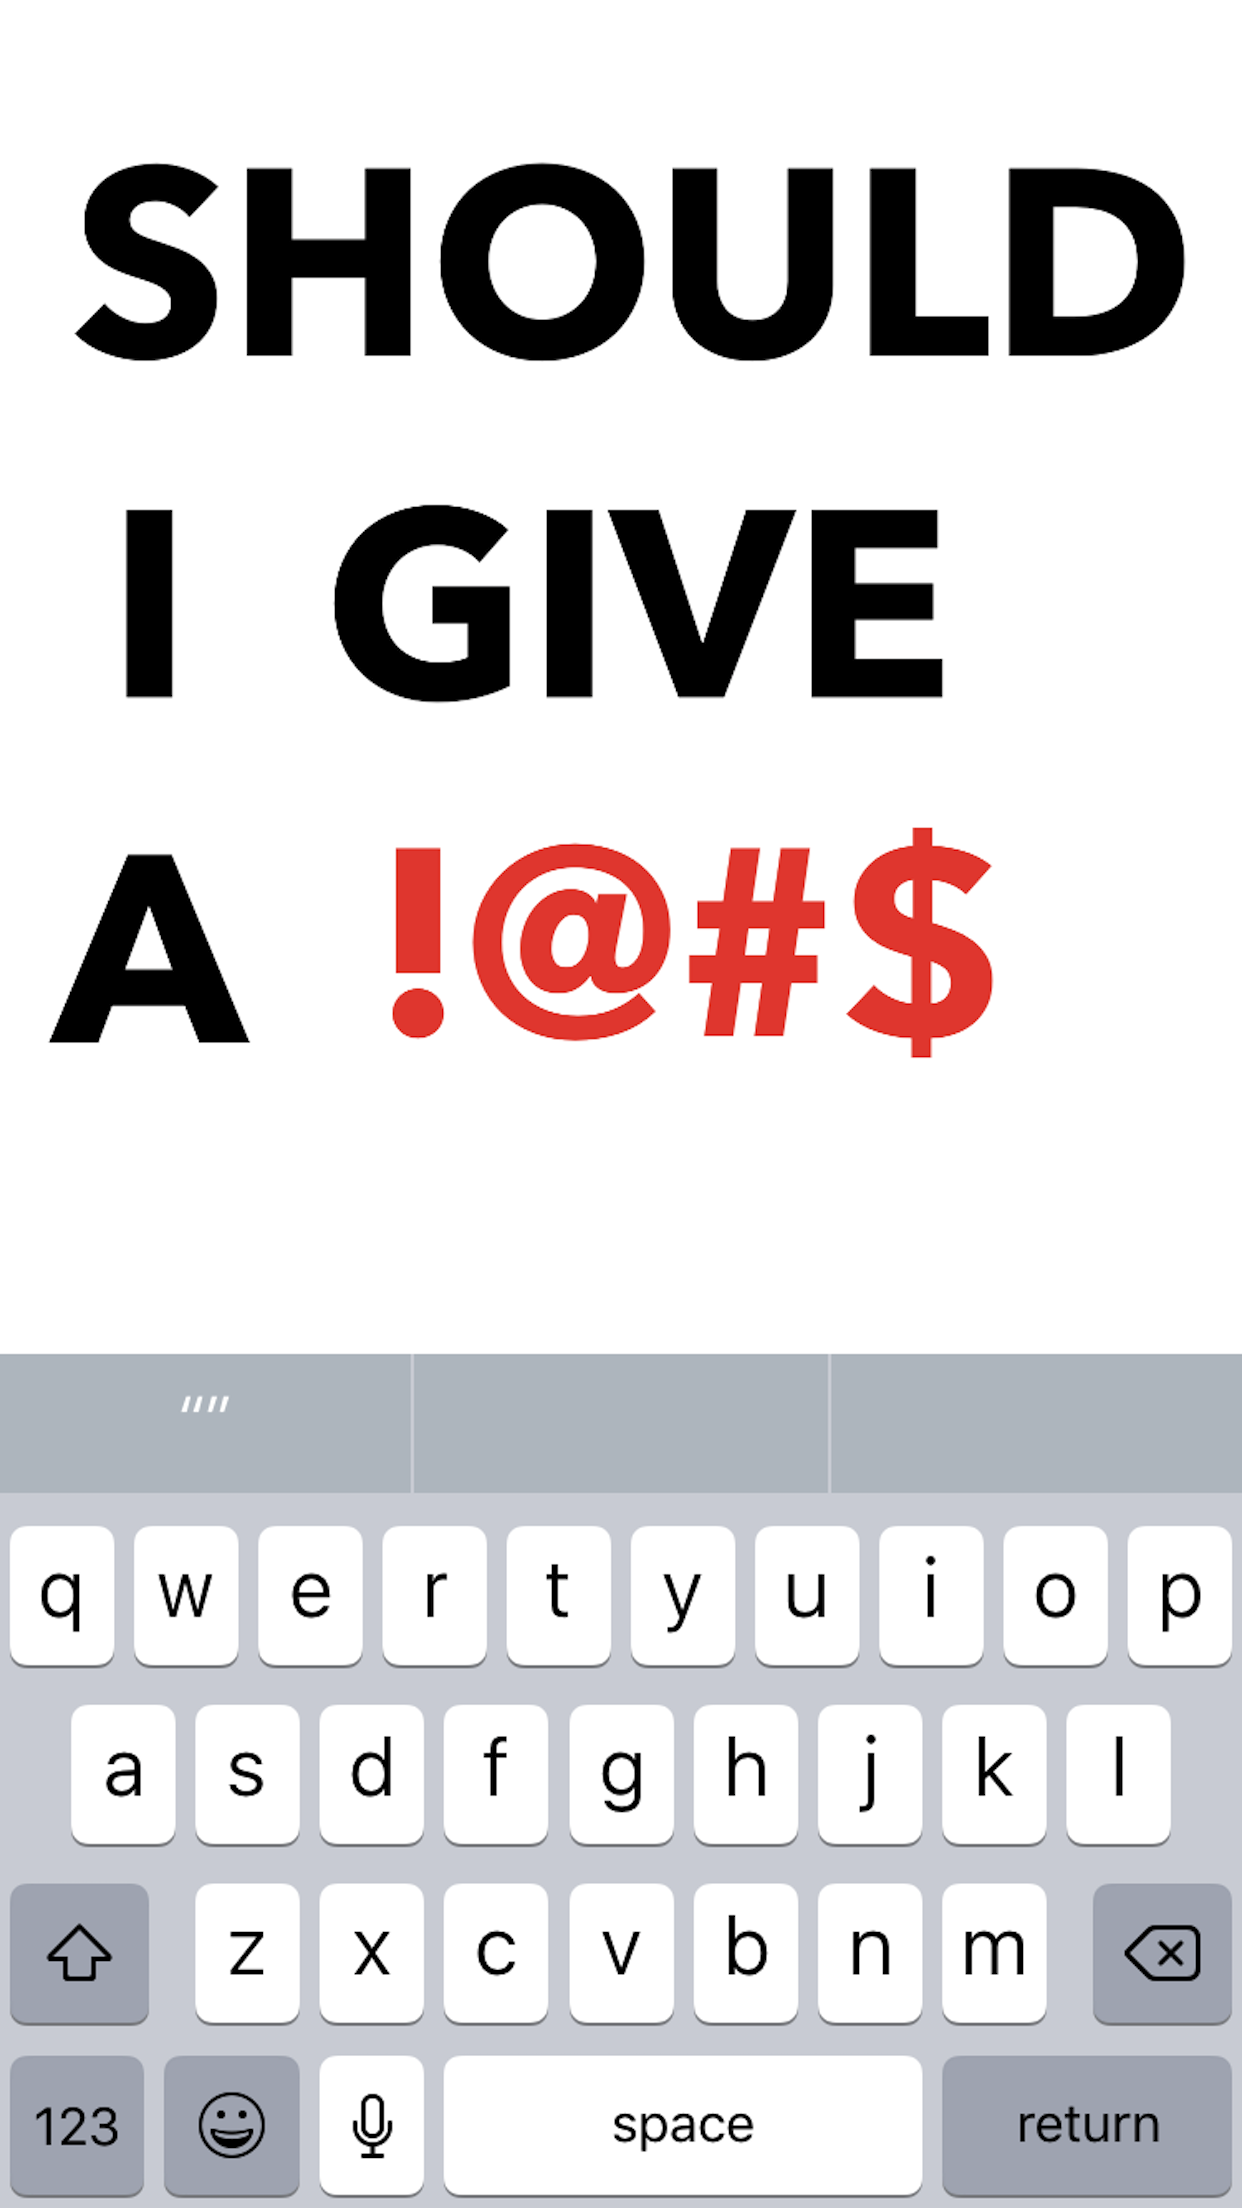 SHOULD
I GIVE
A !@#$
""
q w e r t y u i o p
a s d f g h j k l
z x c v b n m
123 space return